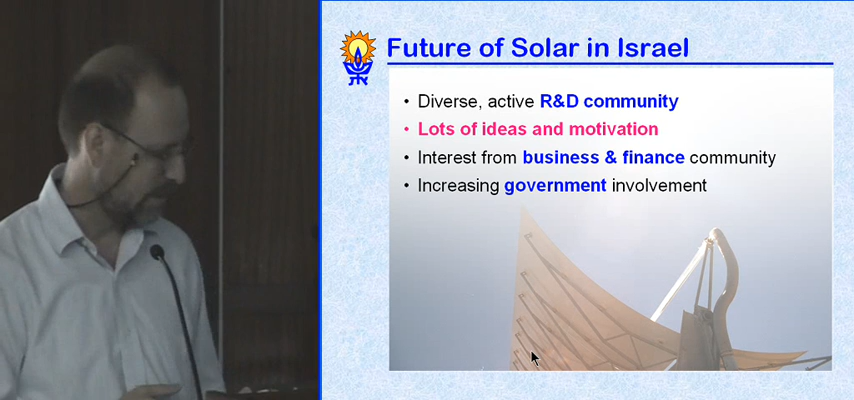 Future of Solar in Israel
• Diverse, active R&D community
• Lots of ideas and motivation
• Interest from business & finance community
• Increasing government involvement